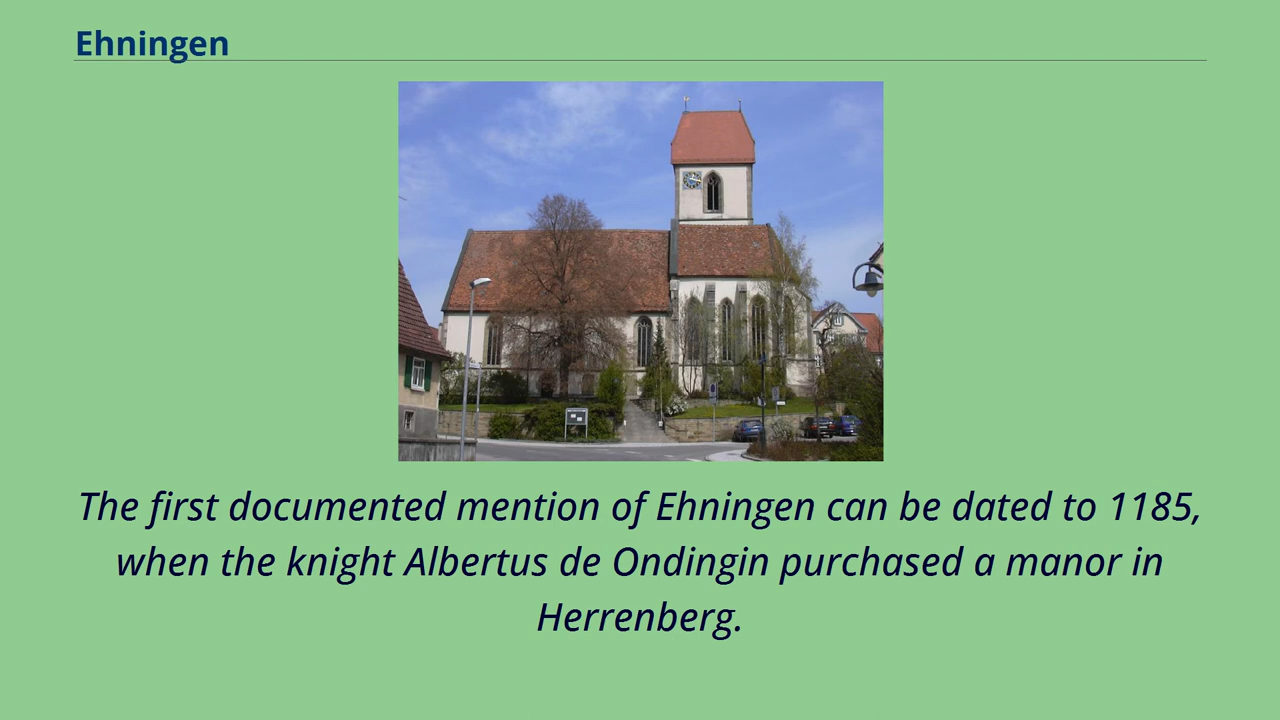 Ehningen
The first documented mention of Ehningen can be dated to 1185,
when the knight Albertus de Ondingin purchased a manor in
Herrenberg.